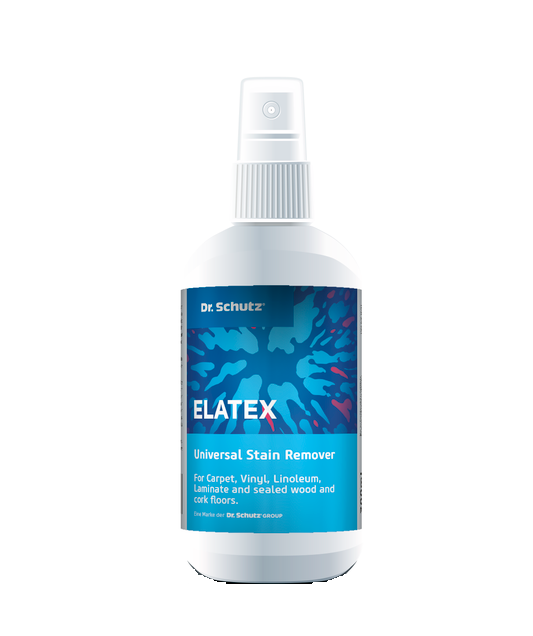 Dr. Schutz®
ELATEX
Universal Stain Remover
For Carpet, Vinyl, Linoleum,
Laminate and sealed wood and
cork floors.
Eine Marke der Dr. Schutz GROUP